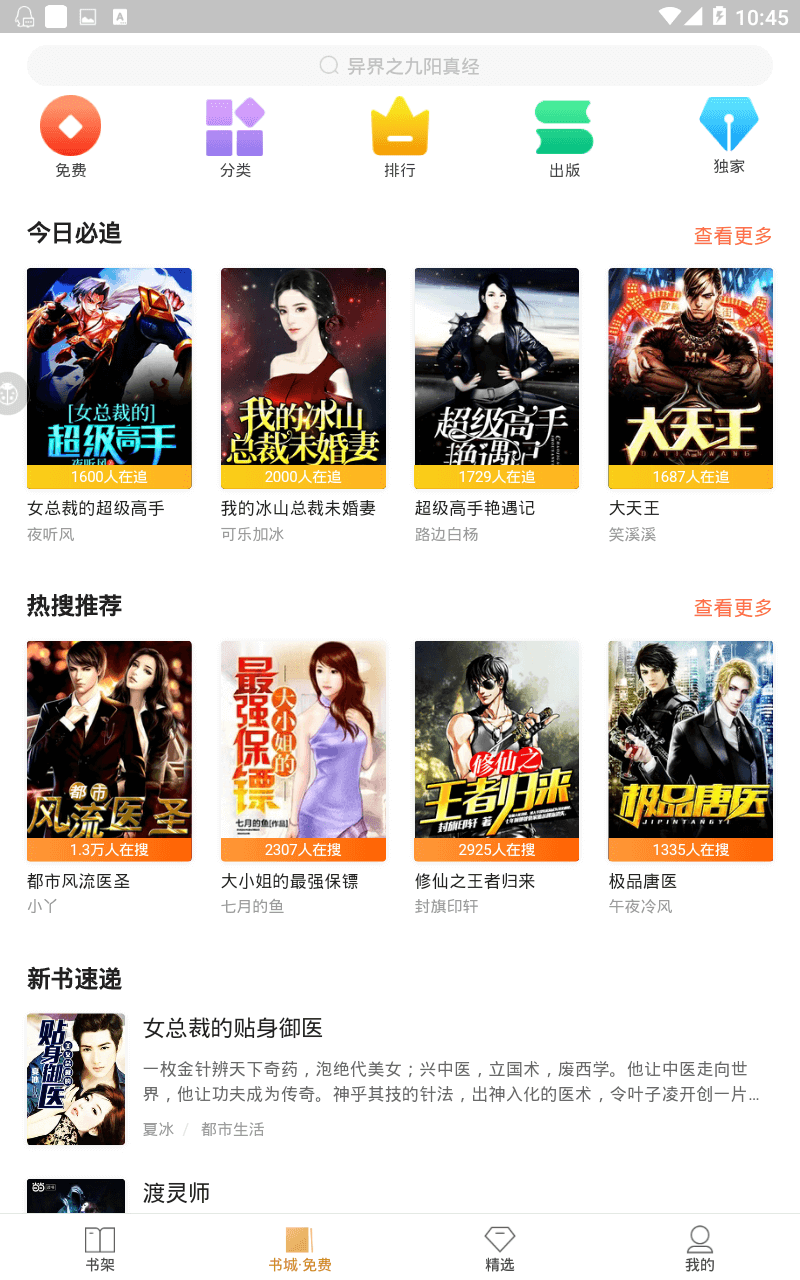 10:45
异界之九阳真经
免费
分类
排行
出版
独家
今日必追
查看更多
[女总裁的]
超级高手
夜听风
我的冰山
总裁未婚妻
超级高手
艳遇记
大天王
DATIANWANG
1600人在追
2000人在追
1729人在追
1687人在追
女总裁的超级高手
我的冰山总裁未婚妻
超级高手艳遇记
大天王
夜听风
可乐加冰
路边白杨
笑溪溪
热搜推荐
查看更多
都市
风流医圣
最强保镖
大小姐的
七月的鱼[作品]
修仙之
王者归来
封旗印轩 著
极品唐医
JIPINTANGYI
1.3万人在搜
2307人在搜
2925人在搜
1335人在搜
都市风流医圣
大小姐的最强保镖
修仙之王者归来
极品唐医
小丫
七月的鱼
封旗印轩
午夜冷风
新书速递
贴身御医
夏冰
女总裁的贴身御医
一枚金针辨天下奇药，泡绝代美女；兴中医，立国术，废西学。他让中医走向世
界，他让功夫成为传奇。神乎其技的针法，出神入化的医术，令叶子凌开创一片...
夏冰 / 都市生活
渡灵师
书架
书城·免费
精选
我的